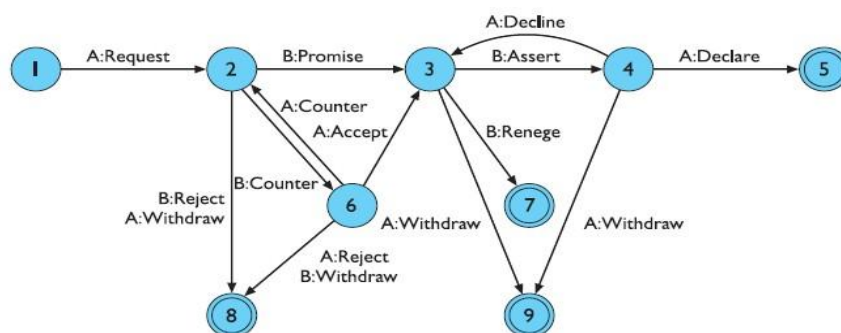 A:Decline
1
A:Request
2
B:Promise
3
B:Assert
4
A:Declare
5
A:Counter
A:Accept
B:Renege
B:Reject
A:Withdraw
B:Counter
6
7
A:Withdraw
A:Withdraw
A:Reject
B:Withdraw
8
9